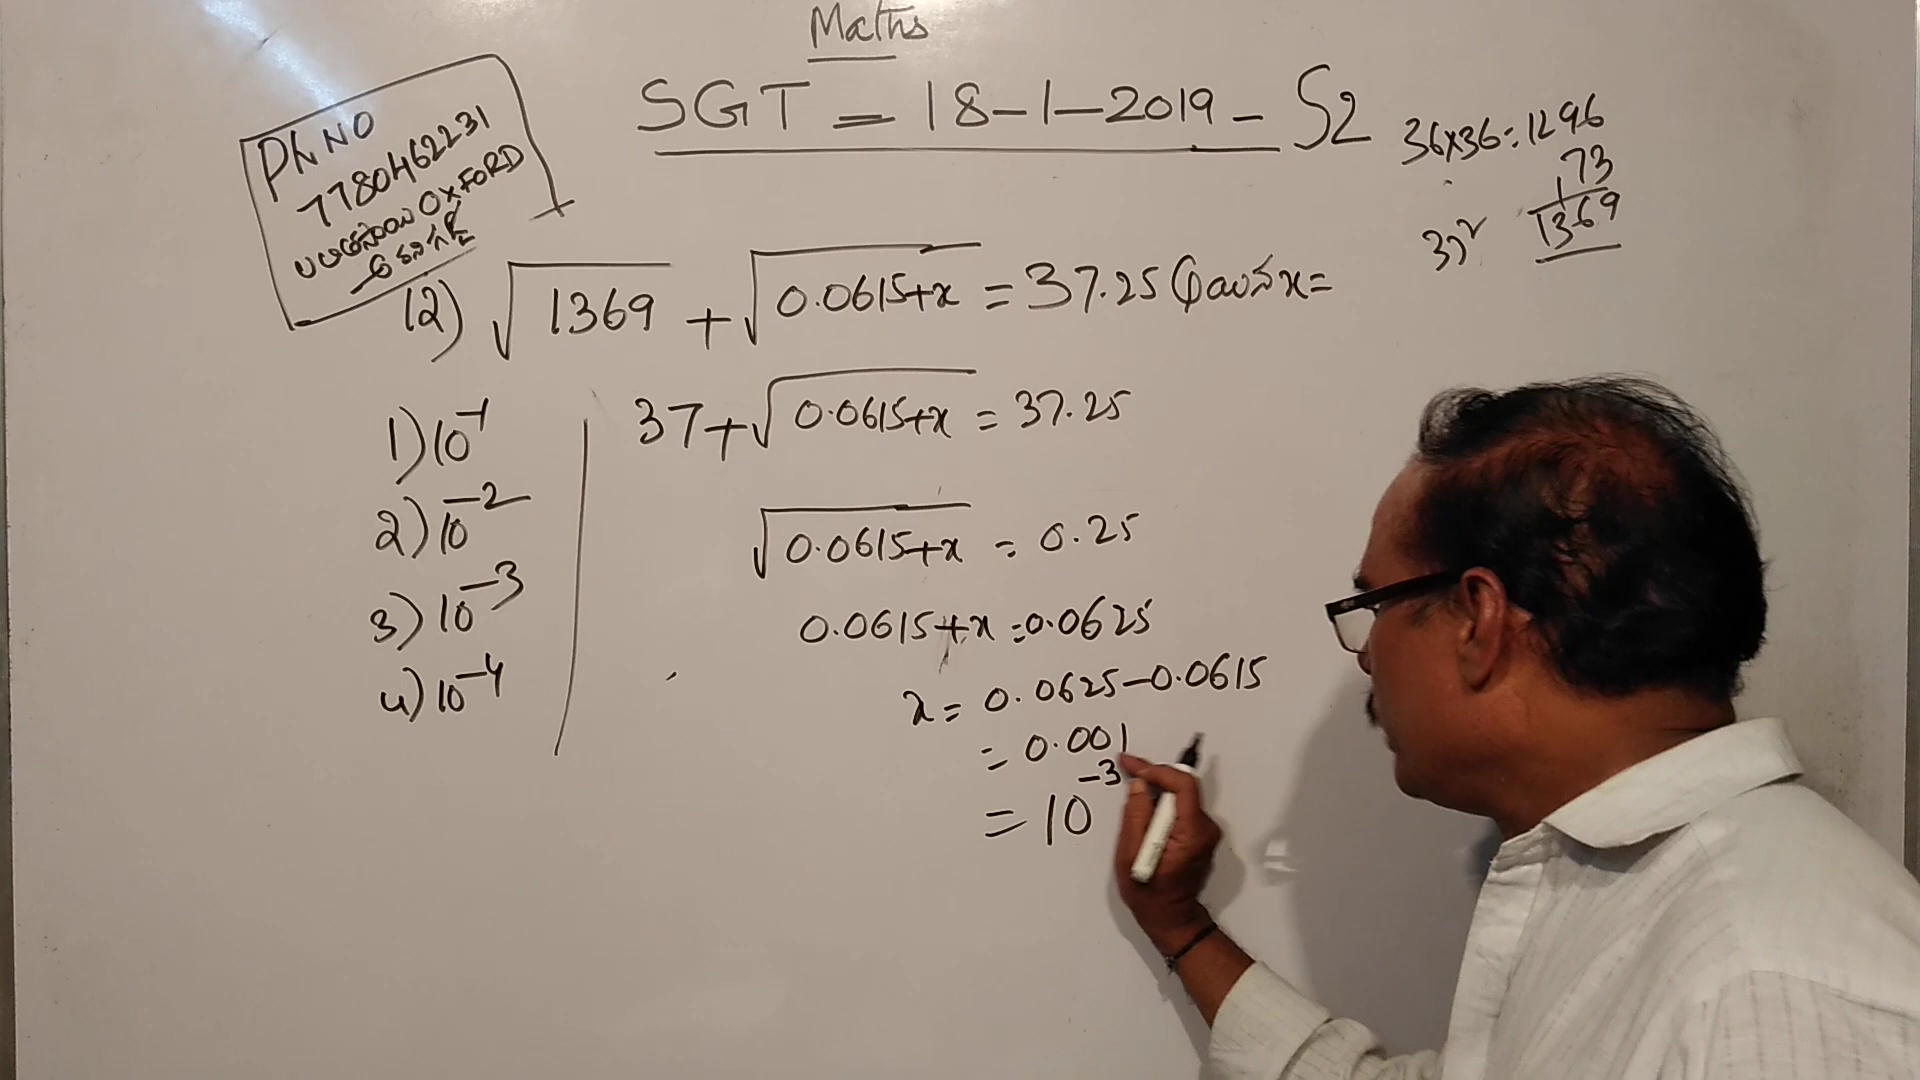 Maths
SGT = 18-1-2019 - S2
Ph NO
7780462231
OXFORD
36x36=1296
73
1369
37²
12) √1369 + √0.0615+x = 37.25 x=
1) 10⁻¹
2) 10⁻²
3) 10⁻³
4) 10⁻⁴
37+√0.0615+x = 37.25
√0.0615+x = 0.25
0.0615+x=0.0625
x= 0.0625-0.0615
= 0.001
= 10⁻³